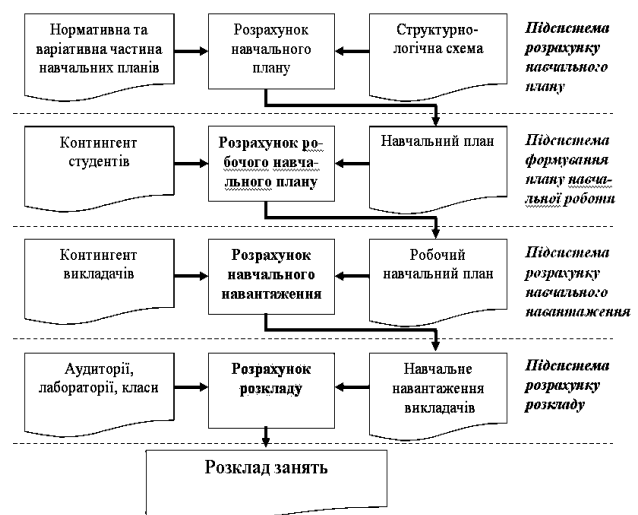 Нормативна та
варіативна частина
навчальних планів
Розрахунок
навчального
плану
Структурно-
логічна схема
Підсистема
розрахунку
навчального
плану
Контингент
студентів
Розрахунок ро-
бочого навча-
льного плану
Навчальний план
Підсистема
формування
плану навча-
льної роботи
Контингент
викладачів
Розрахунок
навчального
навантаження
Робочий
навчальний план
Підсистема
розрахунку
навчального
навантаження
Аудиторії,
лабораторії, класи
Розрахунок
розкладу
Навчальне
навантаження
викладачів
Підсистема
розрахунку
розкладу
Розклад занять